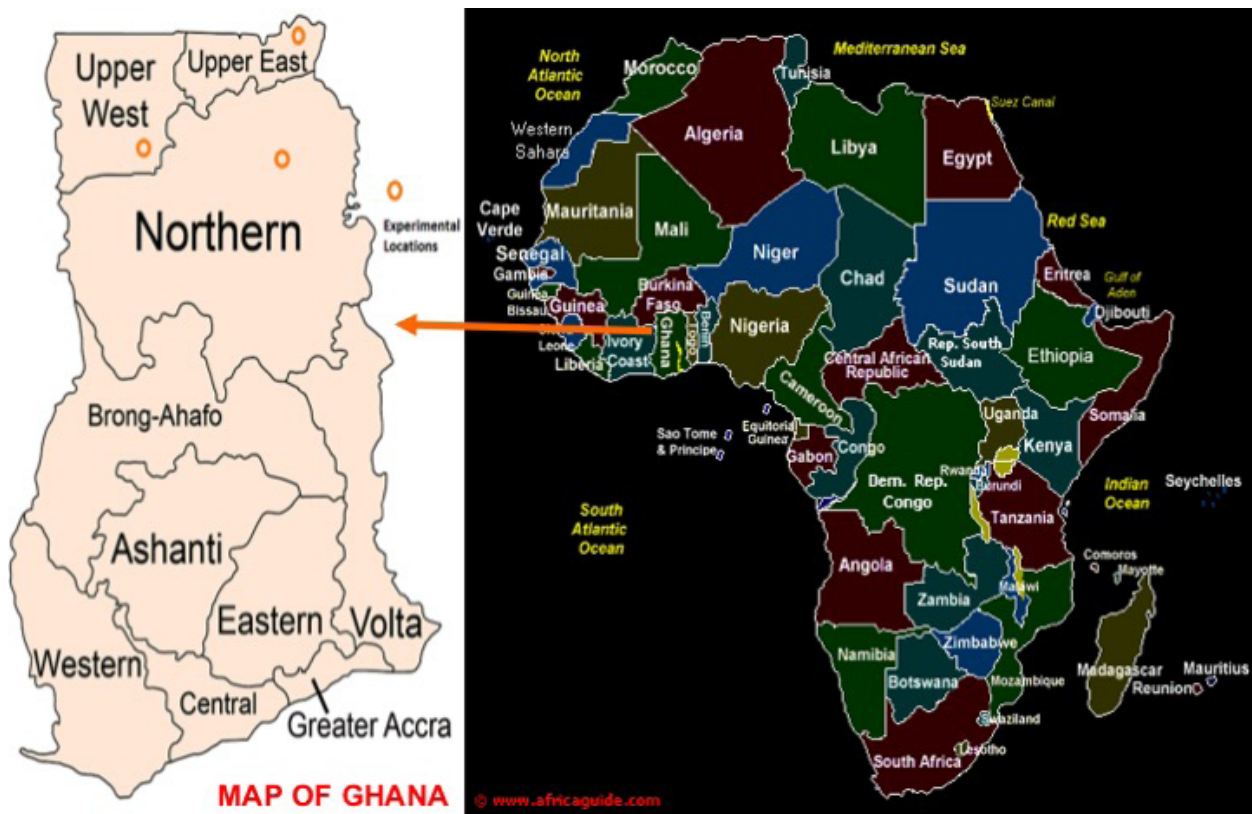 Upper
West
Upper East
Northern
Experimental
Locations
Brong-Ahafo
Ashanti
Eastern
Volta
Western
Central
Greater Accra
MAP OF GHANA
North
Atlantic
Ocean
Mediterranean Sea
Morocco
Tunisia
Suez Canal
Western
Sahara
Algeria
Libya
Egypt
Cape
Verde
Mauritania
Mali
Niger
Chad
Sudan
Red Sea
Senegal
Gambia
Guinea
Bissau
Guinea
Burkina
Faso
Eritrea
Gulf of
Aden
Djibouti
Leone
Liberia
Ivory
Coast
Ghana
Togo
Benin
Nigeria
Central African
Republic
Rep. South
Sudan
Ethiopia
Somalia
Cameroon
Equitorial
Guinea
Sao Tome
& Principe
Gabon
Congo
Uganda
Kenya
Rwanda
Burundi
Dem. Rep.
Congo
Tanzania
Indian
Ocean
Seychelles
South
Atlantic
Ocean
Angola
Zambia
Malawi
Comoros
Mayotte
Namibia
Botswana
Zimbabwe
Mozambique
Madagascar
Reunion
Mauritius
Swaziland
Lesotho
South Africa
© www.africaguide.com